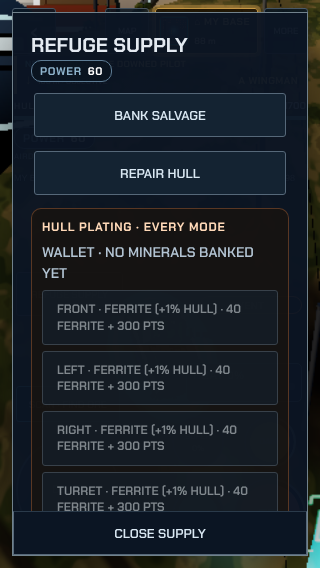 REFUGE SUPPLY
POWER 60
BANK SALVAGE
REPAIR HULL
HULL PLATING · EVERY MODE
WALLET · NO MINERALS BANKED
YET
FRONT · FERRITE (+1% HULL) · 40
FERRITE + 300 PTS
LEFT · FERRITE (+1% HULL) · 40
FERRITE + 300 PTS
RIGHT · FERRITE (+1% HULL) · 40
FERRITE + 300 PTS
TURRET · FERRITE (+1% HULL) · 40
FERRITE + 300 PTS
CLOSE SUPPLY